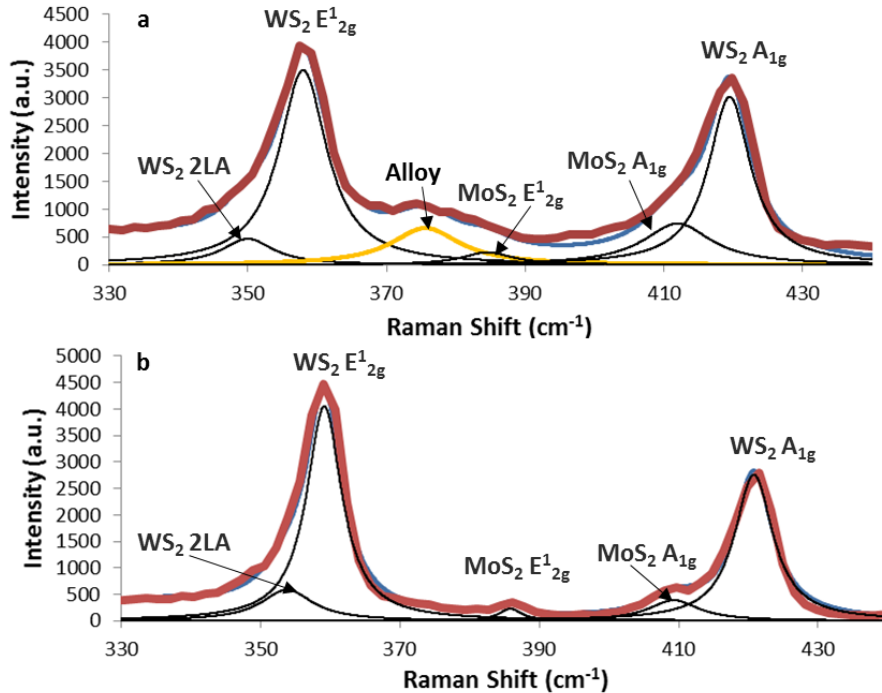 a
WS₂ E¹₂g
WS₂ A₁g
WS₂ 2LA
Alloy
MoS₂ E¹₂g
MoS₂ A₁g
Intensity (a.u.)
4500
4000
3500
3000
2500
2000
1500
1000
500
0
330 350 370 390 410 430
Raman Shift (cm⁻¹)
b
WS₂ E¹₂g
WS₂ A₁g
WS₂ 2LA
MoS₂ E¹₂g
MoS₂ A₁g
Intensity (a.u.)
5000
4500
4000
3500
3000
2500
2000
1500
1000
500
0
330 350 370 390 410 430
Raman Shift (cm⁻¹)